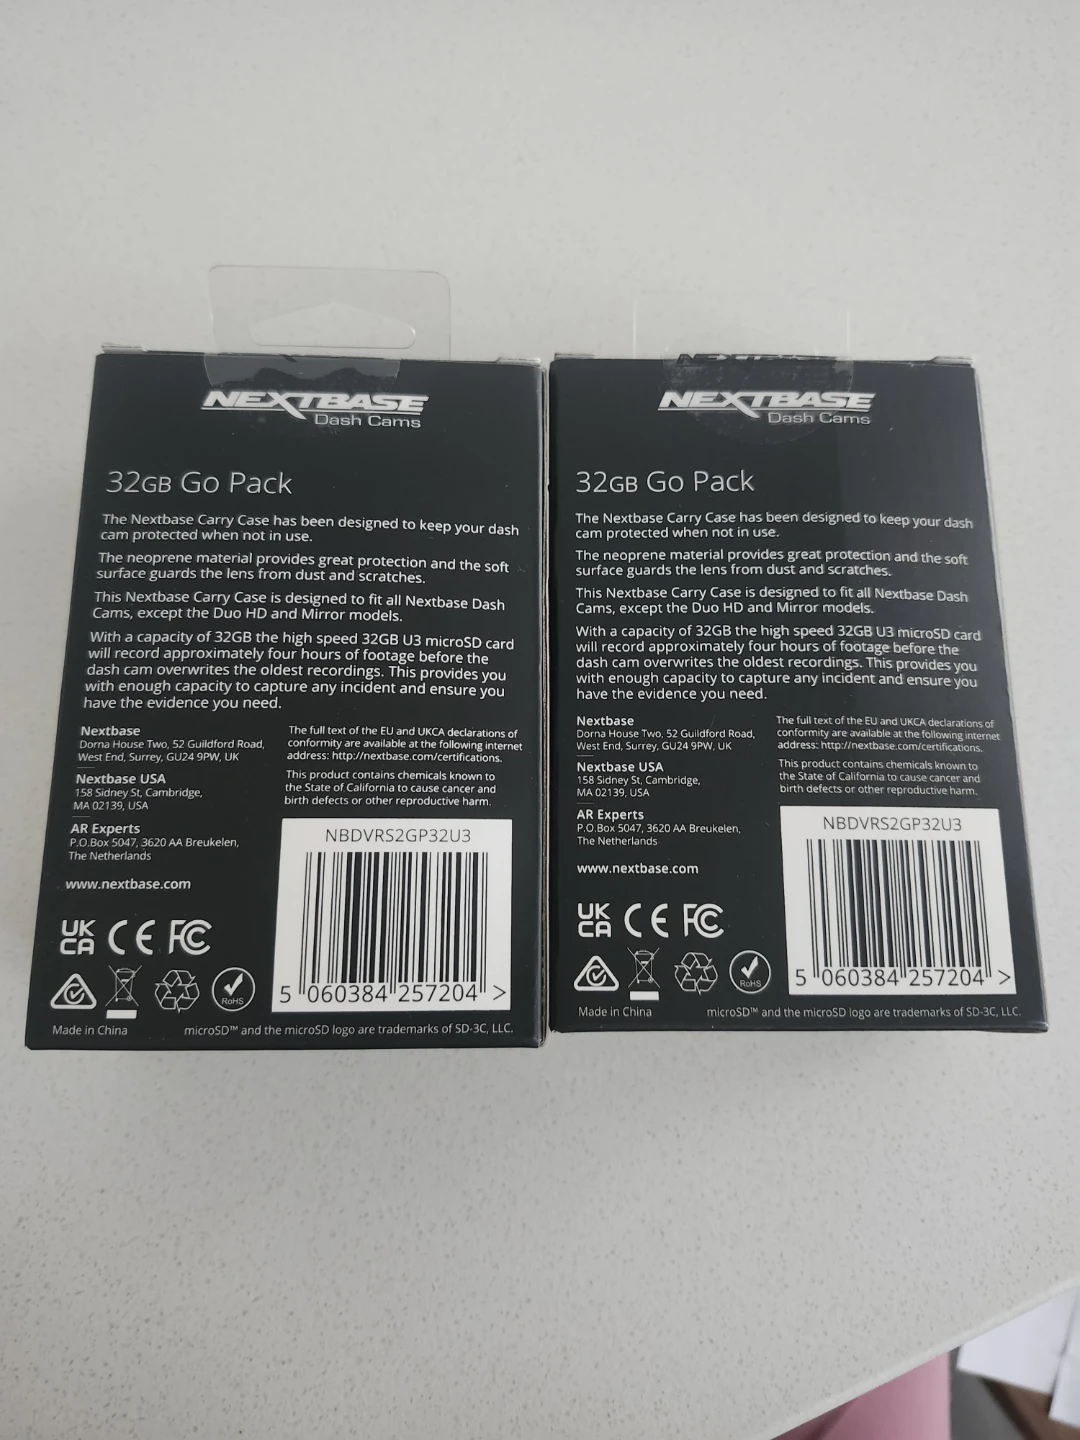 NEXTBASE
Dash Cams
32GB Go Pack
The Nextbase Carry Case has been designed to keep your dash
cam protected when not in use.
The neoprene material provides great protection and the soft
surface guards the lens from dust and scratches.
This Nextbase Carry Case is designed to fit all Nextbase Dash
Cams, except the Duo HD and Mirror models.
With a capacity of 32GB the high speed 32GB U3 microSD card
will record approximately four hours of footage before the
dash cam overwrites the oldest recordings. This provides you
with enough capacity to capture any incident and ensure you
have the evidence you need.
Nextbase
Dorna House Two, 52 Guildford Road,
West End, Surrey, GU24 9PW, UK
Nextbase USA
158 Sidney St, Cambridge,
MA 02139, USA
AR Experts
P.O.Box 5047, 3620 AA Breukelen,
The Netherlands
www.nextbase.com
The full text of the EU and UKCA declarations of
conformity are available at the following internet
address: http://nextbase.com/certifications.
This product contains chemicals known to
the State of California to cause cancer and
birth defects or other reproductive harm.
NBDVRS2GP32U3
5 060384 257204 >
UK
CA CE FC
RoHS
Made in China
microSD™ and the microSD logo are trademarks of SD-3C, LLC.
NEXTBASE
Dash Cams
32GB Go Pack
The Nextbase Carry Case has been designed to keep your dash
cam protected when not in use.
The neoprene material provides great protection and the soft
surface guards the lens from dust and scratches.
This Nextbase Carry Case is designed to fit all Nextbase Dash
Cams, except the Duo HD and Mirror models.
With a capacity of 32GB the high speed 32GB U3 microSD card
will record approximately four hours of footage before the
dash cam overwrites the oldest recordings. This provides you
with enough capacity to capture any incident and ensure you
have the evidence you need.
Nextbase
Dorna House Two, 52 Guildford Road,
West End, Surrey, GU24 9PW, UK
Nextbase USA
158 Sidney St, Cambridge,
MA 02139, USA
AR Experts
P.O.Box 5047, 3620 AA Breukelen,
The Netherlands
www.nextbase.com
The full text of the EU and UKCA declarations of
conformity are available at the following internet
address: http://nextbase.com/certifications.
This product contains chemicals known to
the State of California to cause cancer and
birth defects or other reproductive harm.
NBDVRS2GP32U3
5 060384 257204 >
UK
CA CE FC
RoHS
Made in China
microSD™ and the microSD logo are trademarks of SD-3C, LLC.